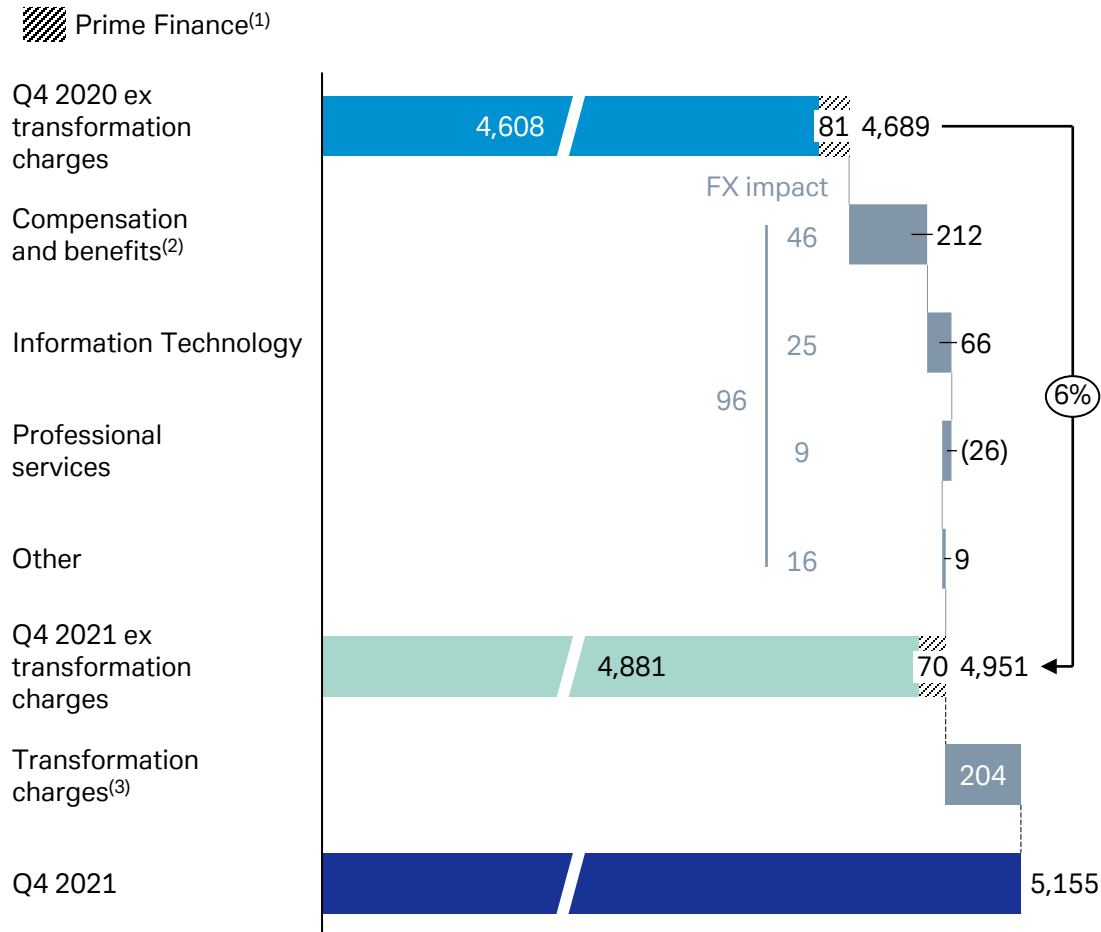 Prime Finance(1)
Q4 2020 ex
transformation
charges
4,608
81
4,689
FX impact
Compensation
and benefits(2)
46
212
Information Technology
25
66
96
6%
Professional
services
9
(26)
Other
16
9
Q4 2021 ex
transformation
charges
4,881
70
4,951
Transformation
charges(3)
204
Q4 2021
5,155